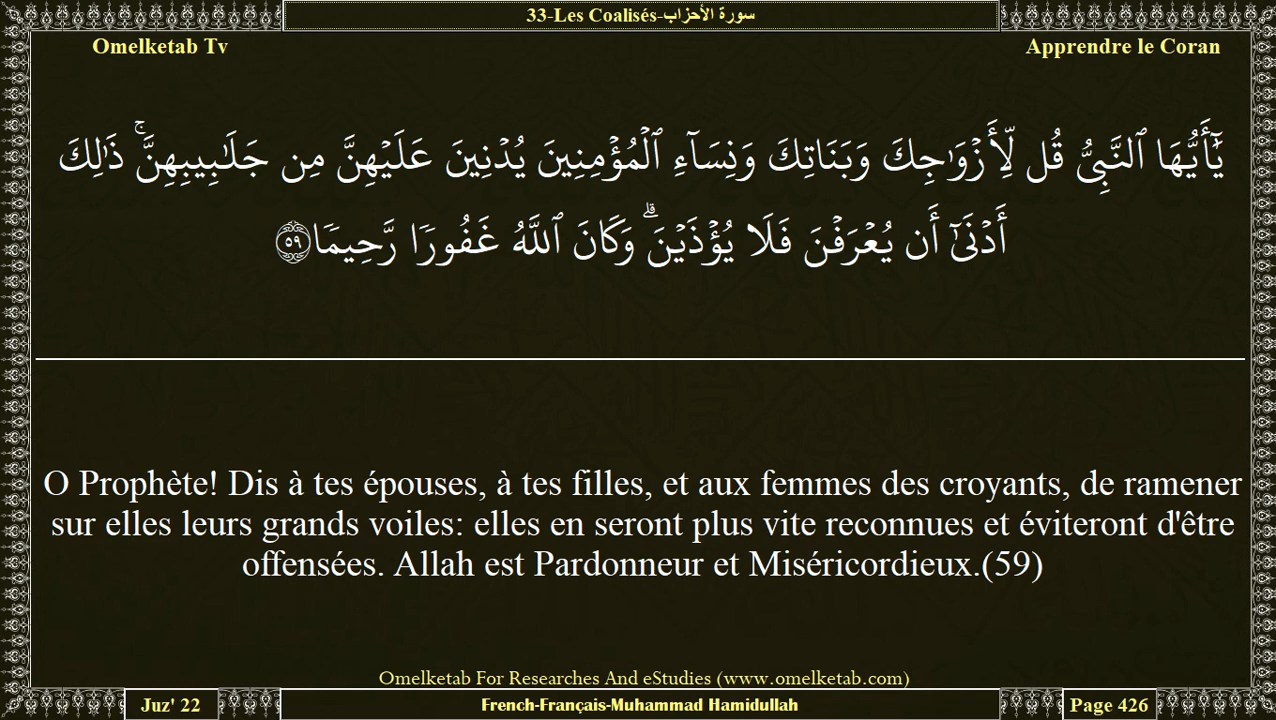 33-Les Coalisés-سورة الأحزاب
Omelketab Tv
Apprendre le Coran
يَٰٓأَيُّهَا ٱلنَّبِىُّ قُل لِّأَزْوَٰجِكَ وَبَنَاتِكَ وَنِسَآءِ ٱلْمُؤْمِنِينَ يُدْنِينَ عَلَيْهِنَّ مِن جَلَٰبِيبِهِنَّ ۚ ذَٰلِكَ
أَدْنَىٰٓ أَن يُعْرَفْنَ فَلَا يُؤْذَيْنَ ۗ وَكَانَ ٱللَّهُ غَفُورًا رَّحِيمًا ٥٩
O Prophète! Dis à tes épouses, à tes filles, et aux femmes des croyants, de ramener
sur elles leurs grands voiles: elles en seront plus vite reconnues et éviteront d'être
offensées. Allah est Pardonneur et Miséricordieux.(59)
Omelketab For Researches And eStudies (www.omelketab.com)
Juz' 22
French-Français-Muhammad Hamidullah
Page 426